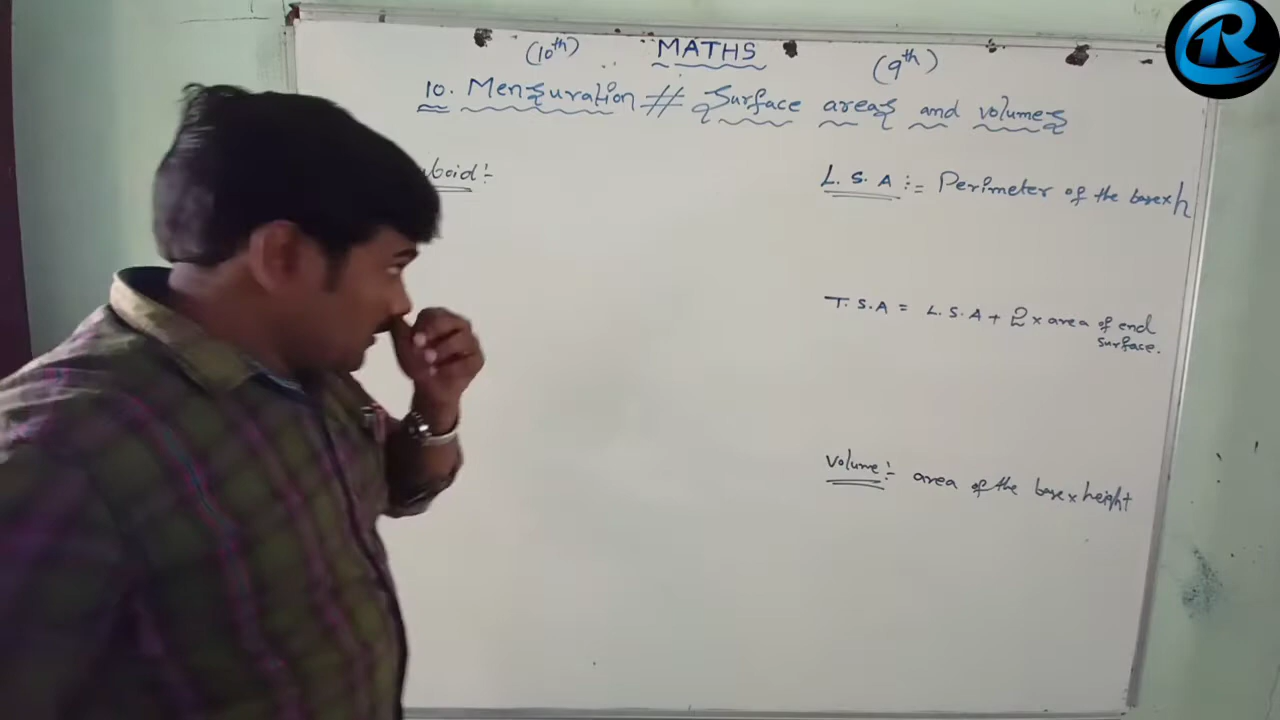 (10th) MATHS (9th)
10. Mensuration // Surface areas and volumes
uboid :-
L. S. A :- = Perimeter of the base x h
T. S. A = L. S. A + 2 x area of end
surface.
Volume :- area of the base x height
R